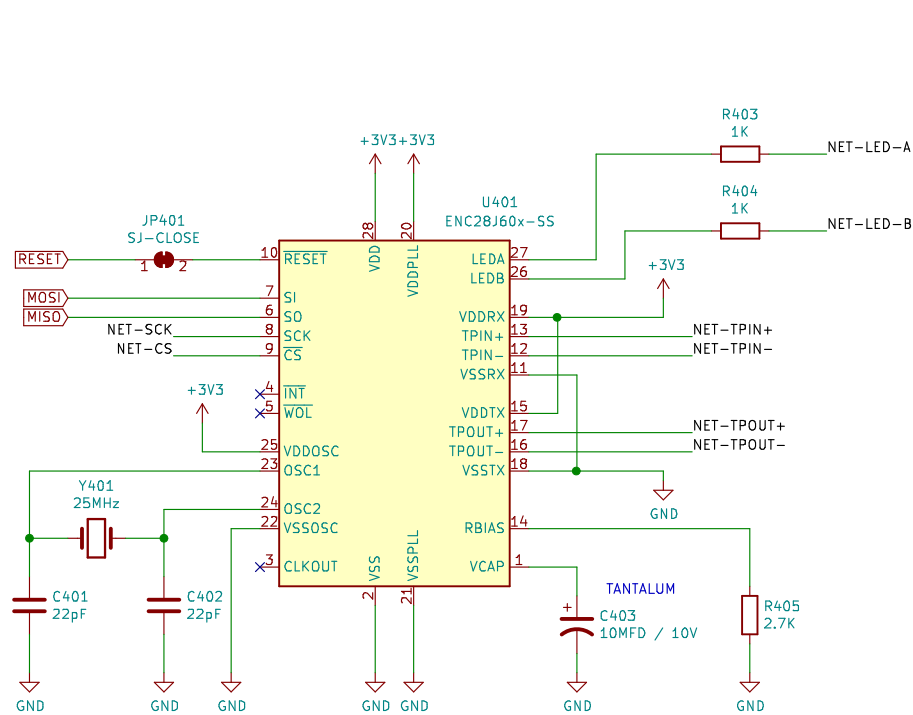 R403
1K
NET-LED-A
+3V3
+3V3
R404
1K
NET-LED-B
U401
ENC28J60x-SS
JP401
SJ-CLOSE
RESET
1
2
10
RESET
28
VDD
20
VDDPLL
LEDA
27
LEDB
26
+3V3
MOSI
7
SI
MISO
6
SO
NET-SCK
8
SCK
NET-CS
9
CS
VDDRX
19
TPIN+
13
NET-TPIN+
TPIN-
12
NET-TPIN-
VSSRX
11
4
INT
5
WOL
+3V3
VDDTX
15
TPOUT+
17
NET-TPOUT+
TPOUT-
16
NET-TPOUT-
VSSTX
18
GND
25
VDDOSC
23
OSC1
Y401
25MHz
24
OSC2
22
VSSOSC
RBIAS
14
3
CLKOUT
VSS
2
VSSPLL
21
VCAP
1
TANTALUM
C401
22pF
C402
22pF
+
C403
10MFD / 10V
R405
2.7K
GND
GND
GND
GND
GND
GND
GND